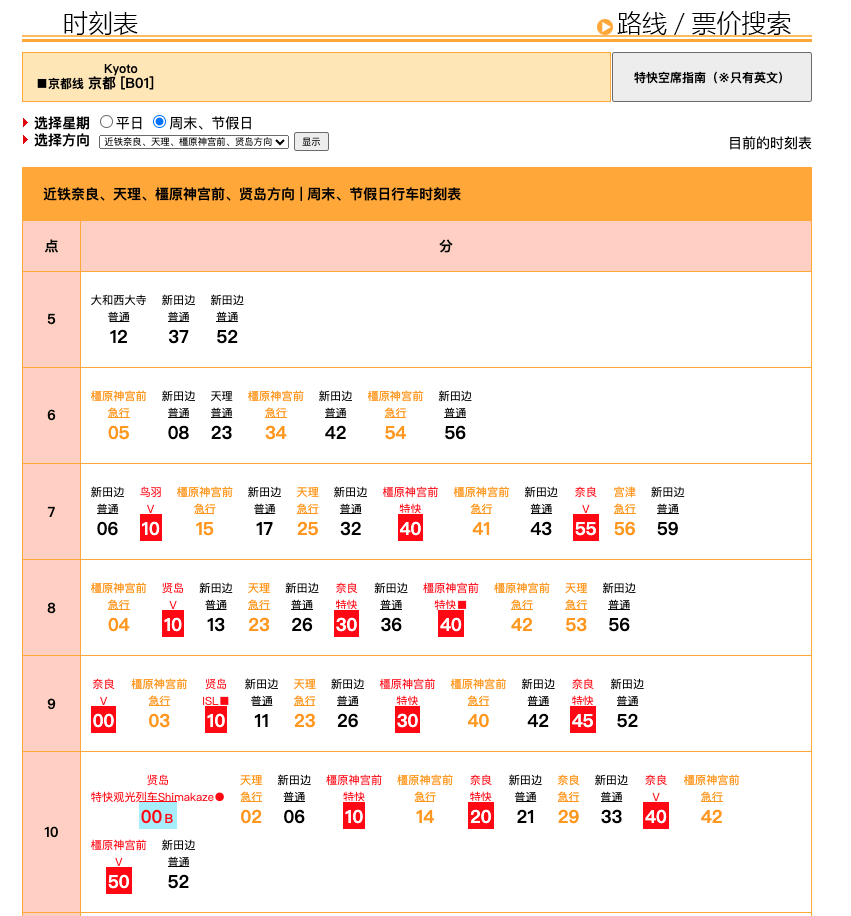 时刻表
路线 / 票价搜索
Kyoto
■京都线 京都 [B01]
特快空席指南（※只有英文）
选择星期 平日 周末、节假日
选择方向 近铁奈良、天理、橿原神宫前、贤岛方向 显示
目前的时刻表
近铁奈良、天理、橿原神宫前、贤岛方向 | 周末、节假日行车时刻表
点 分
5
大和西大寺 新田边 新田边
普通 普通 普通
12 37 52
6
橿原神宫前 新田边 天理 橿原神宫前 新田边 橿原神宫前 新田边
急行 普通 普通 急行 普通 急行 普通
05 08 23 34 42 54 56
7
新田边 鸟羽 橿原神宫前 新田边 天理 新田边 橿原神宫前 橿原神宫前 新田边 奈良 宫津 新田边
普通 V 急行 普通 急行 普通 特快 急行 普通 V 急行 普通
06 10 15 17 25 32 40 41 43 55 56 59
8
橿原神宫前 贤岛 新田边 天理 新田边 奈良 新田边 橿原神宫前 橿原神宫前 天理 新田边
急行 V 普通 急行 普通 特快 普通 特快■ 急行 急行 普通
04 10 13 23 26 30 36 40 42 53 56
9
奈良 橿原神宫前 贤岛 新田边 天理 新田边 橿原神宫前 橿原神宫前 新田边 奈良 新田边
V 急行 ISL■ 普通 急行 普通 特快 急行 普通 特快 普通
00 03 10 11 23 26 30 40 42 45 52
10
贤岛 天理 新田边 橿原神宫前 橿原神宫前 奈良 新田边 奈良 新田边 奈良 橿原神宫前
特快观光列车Shimakaze● 急行 普通 特快 急行 特快 普通 急行 普通 V 急行
00 B 02 06 10 14 20 21 29 33 40 42
橿原神宫前 新田边
V 普通
50 52